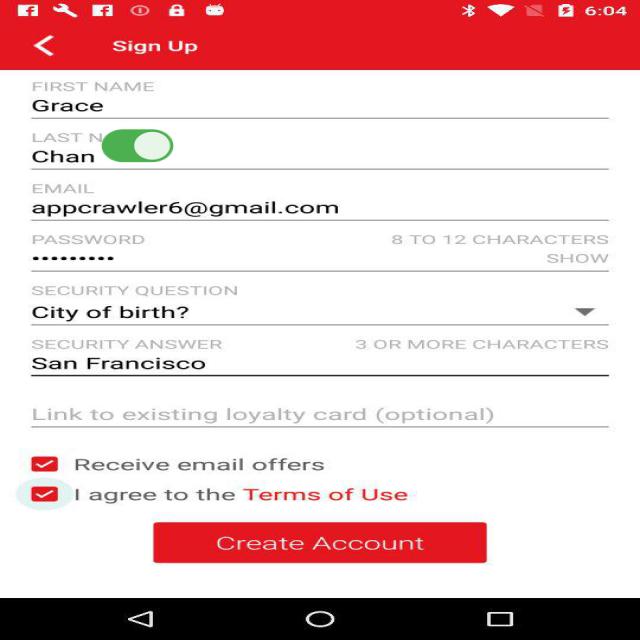 6:04
Sign Up
FIRST NAME
Grace
LAST N
Chan
EMAIL
appcrawler6@gmail.com
PASSWORD 8 TO 12 CHARACTERS
••••••••• SHOW
SECURITY QUESTION
City of birth?
SECURITY ANSWER 3 OR MORE CHARACTERS
San Francisco
Link to existing loyalty card (optional)
Receive email offers
I agree to the Terms of Use
Create Account